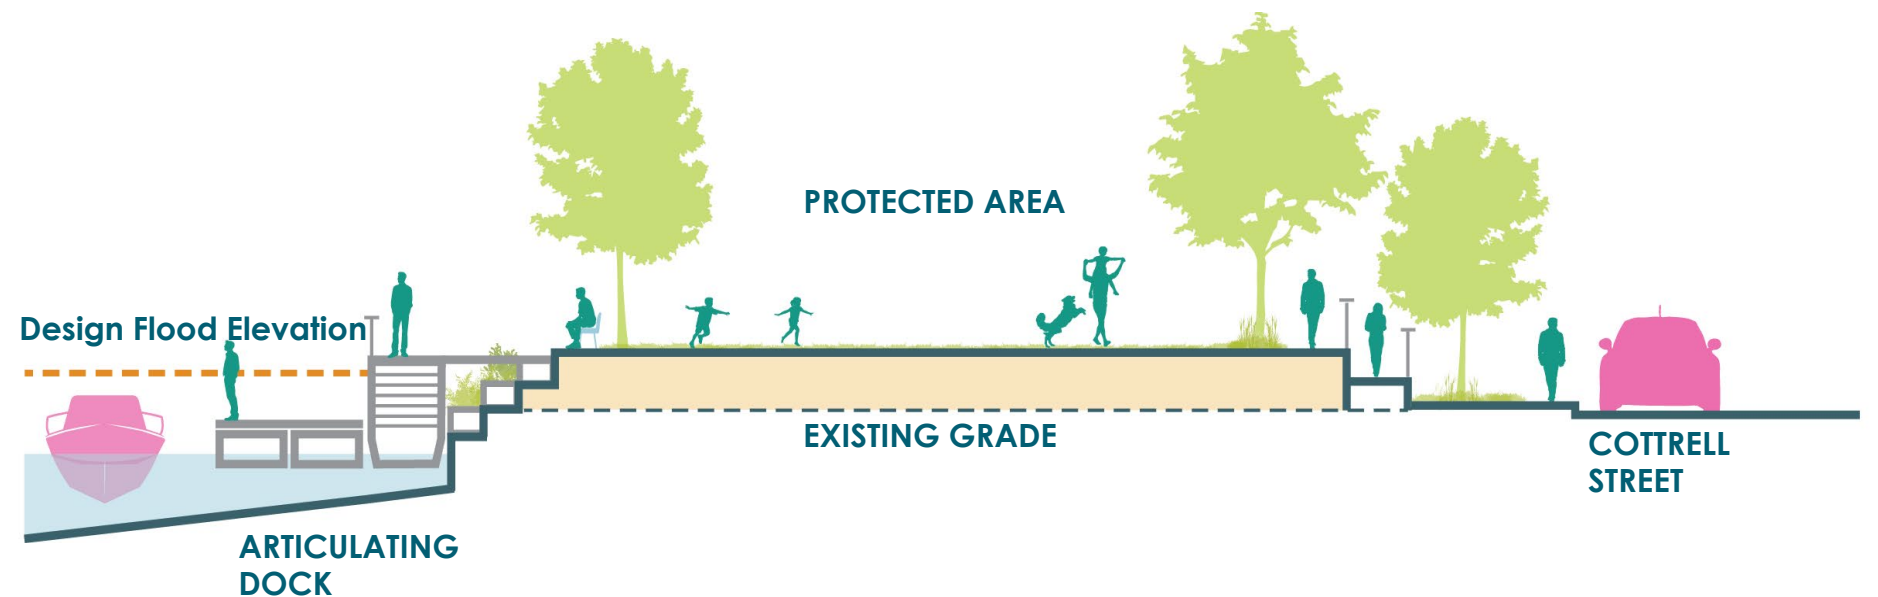 PROTECTED AREA
Design Flood Elevation
EXISTING GRADE
COTTRELL
STREET
ARTICULATING
DOCK